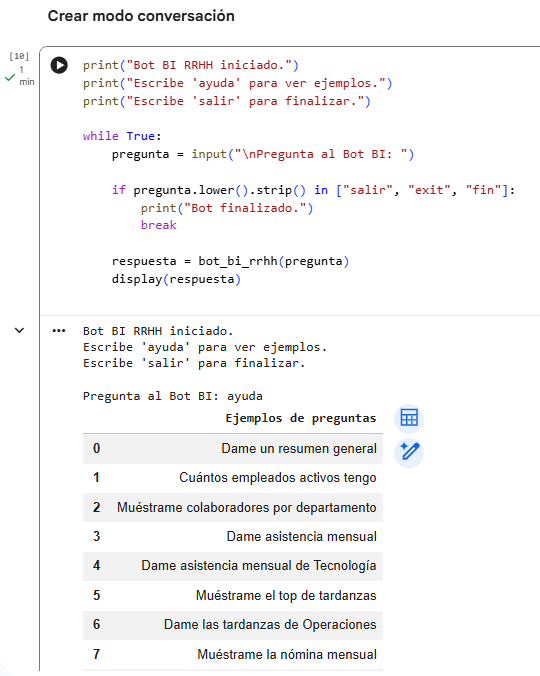 Crear modo conversación
[10]
1
min
print("Bot BI RRHH iniciado.")
print("Escribe 'ayuda' para ver ejemplos.")
print("Escribe 'salir' para finalizar.")
while True:
    pregunta = input("\nPregunta al Bot BI: ")
    if pregunta.lower().strip() in ["salir", "exit", "fin"]:
        print("Bot finalizado.")
        break
    respuesta = bot_bi_rrhh(pregunta)
    display(respuesta)
Bot BI RRHH iniciado.
Escribe 'ayuda' para ver ejemplos.
Escribe 'salir' para finalizar.
Pregunta al Bot BI: ayuda
Ejemplos de preguntas
0 Dame un resumen general
1 Cuántos empleados activos tengo
2 Muéstrame colaboradores por departamento
3 Dame asistencia mensual
4 Dame asistencia mensual de Tecnología
5 Muéstrame el top de tardanzas
6 Dame las tardanzas de Operaciones
7 Muéstrame la nómina mensual